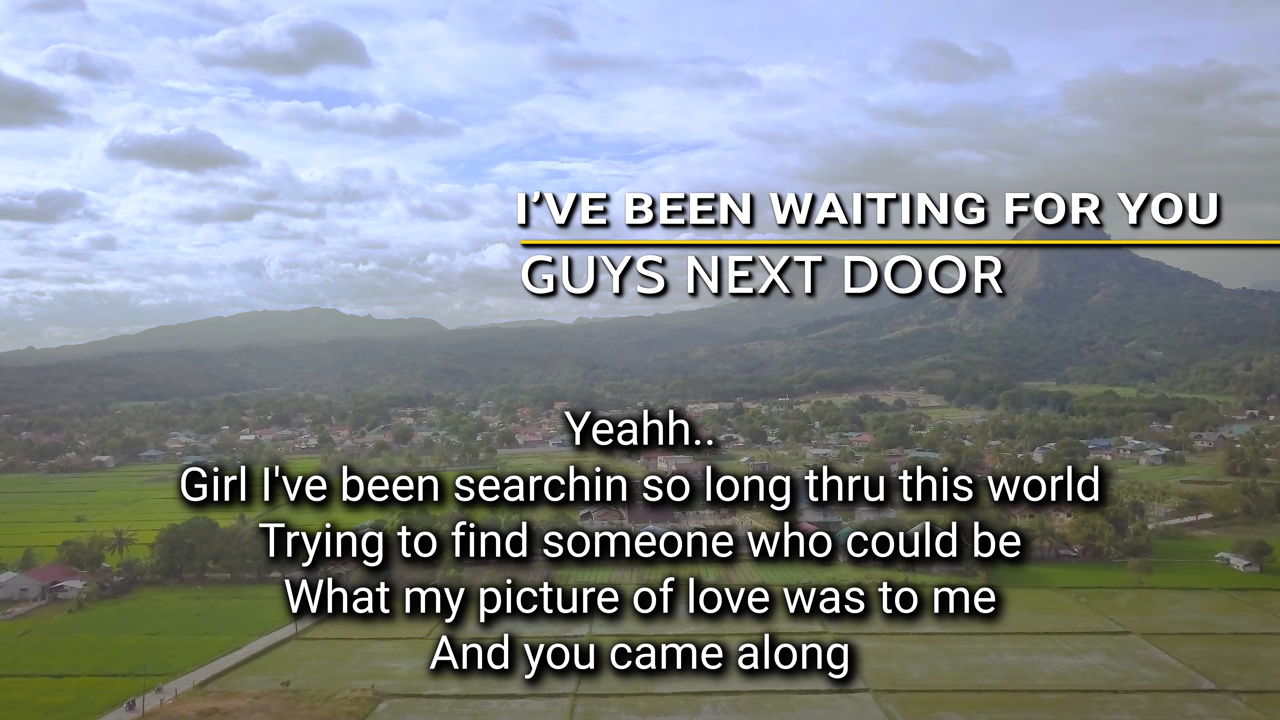 I'VE BEEN WAITING FOR YOU
GUYS NEXT DOOR
Yeahh..
Girl I've been searchin so long thru this world
Trying to find someone who could be
What my picture of love was to me
And you came along